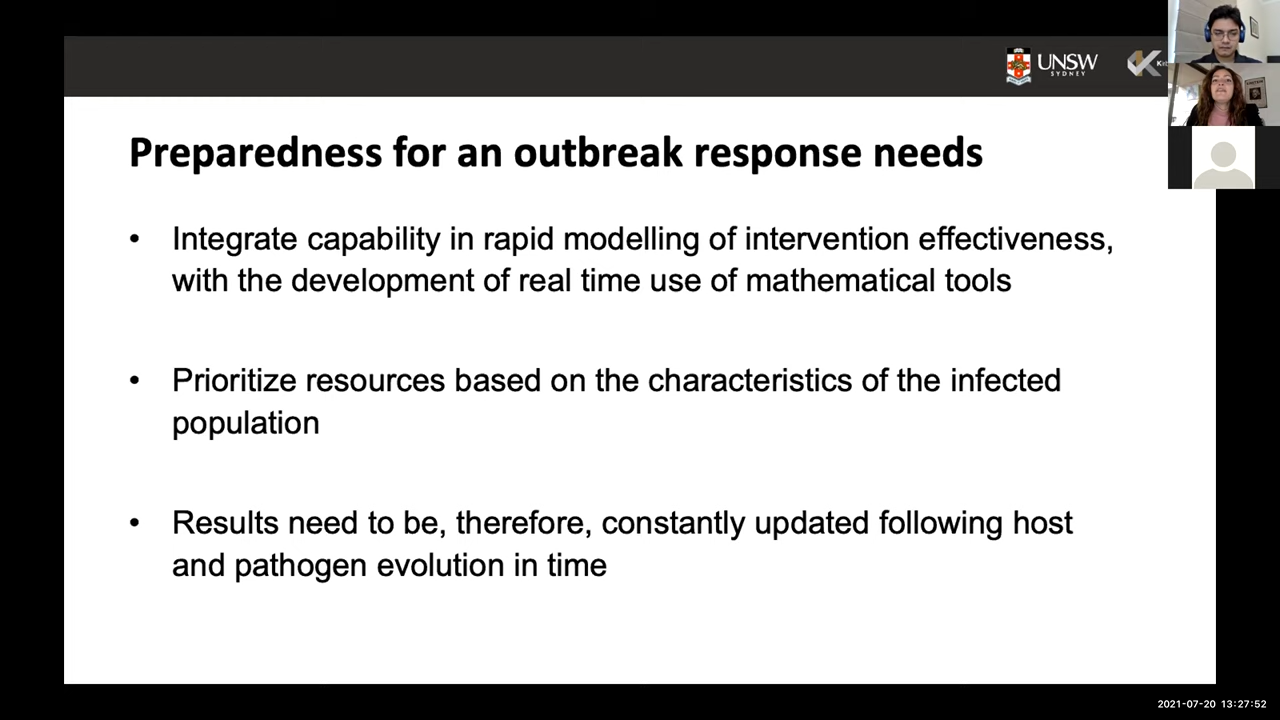 UNSW
SYDNEY
Preparedness for an outbreak response needs
• Integrate capability in rapid modelling of intervention effectiveness,
with the development of real time use of mathematical tools
• Prioritize resources based on the characteristics of the infected
population
• Results need to be, therefore, constantly updated following host
and pathogen evolution in time
2021-07-20 13:27:52